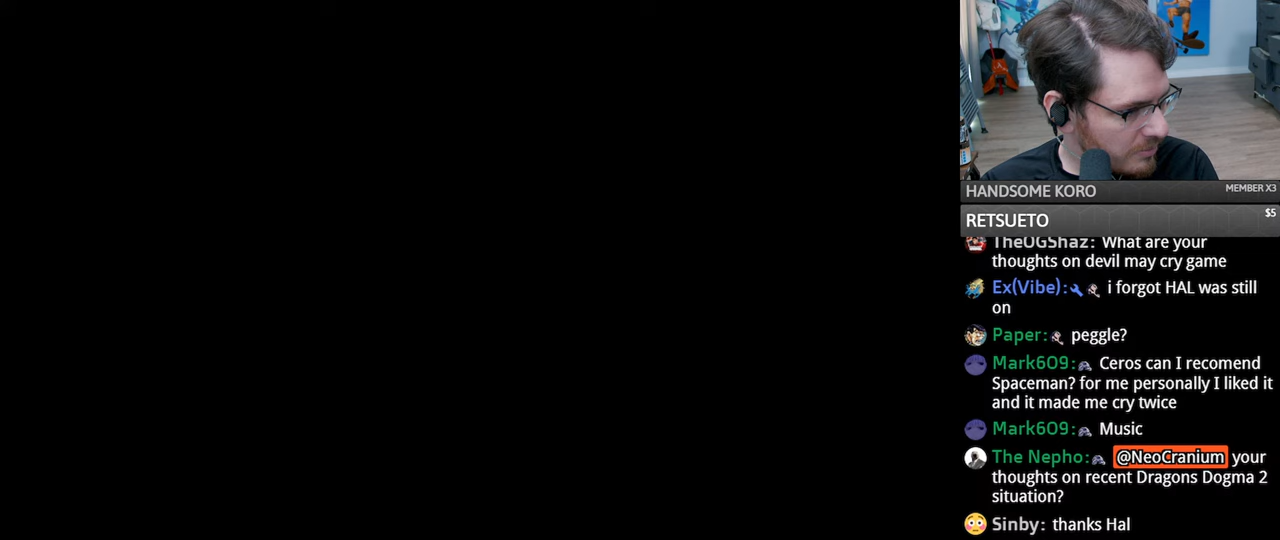 HANDSOME KORO MEMBER X3
RETSUETO $5
TheOGShaz: What are your
thoughts on devil may cry game
Ex(Vibe): i forgot HAL was still
on
Paper: peggle?
Mark609: Ceros can I recomend
Spaceman? for me personally I liked it
and it made me cry twice
Mark609: Music
The Nepho: @NeoCranium your
thoughts on recent Dragons Dogma 2
situation?
Sinby: thanks Hal